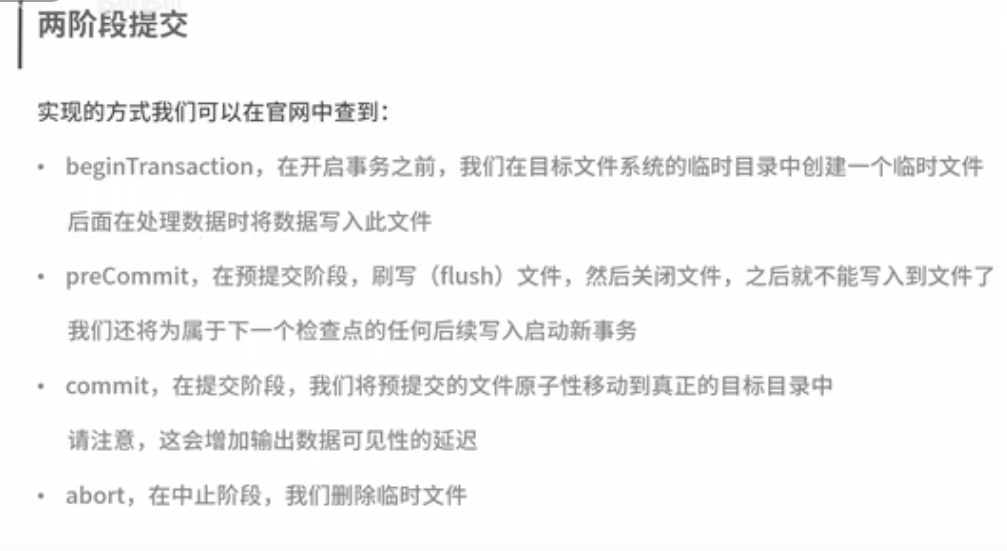 两阶段提交
实现的方式我们可以在官网中查到：
• beginTransaction，在开启事务之前，我们在目标文件系统的临时目录中创建一个临时文件
后面在处理数据时将数据写入此文件
• preCommit，在预提交阶段，刷写（flush）文件，然后关闭文件，之后就不能写入到文件了
我们还将为属于下一个检查点的任何后续写入启动新事务
• commit，在提交阶段，我们将预提交的文件原子性移动到真正的目标目录中
请注意，这会增加输出数据可见性的延迟
• abort，在中止阶段，我们删除临时文件